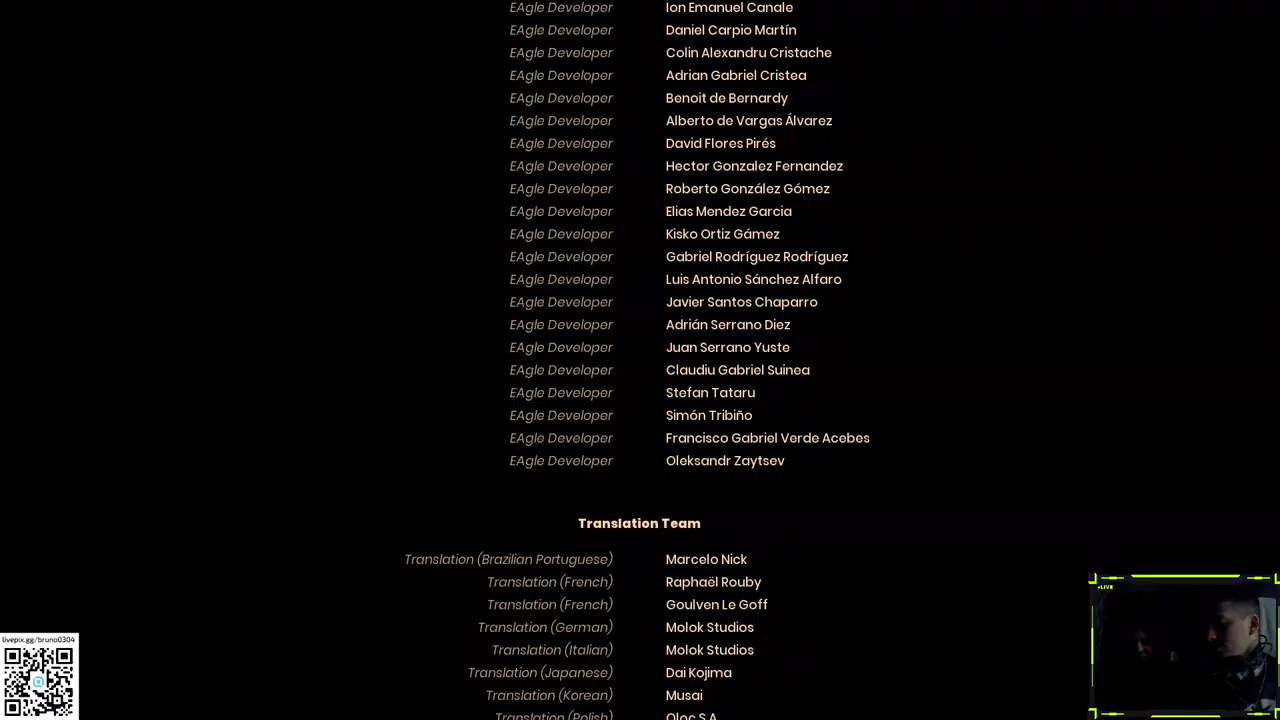 EAgle Developer Ion Emanuel Canale
EAgle Developer Daniel Carpio Martín
EAgle Developer Colin Alexandru Cristache
EAgle Developer Adrian Gabriel Cristea
EAgle Developer Benoit de Bernardy
EAgle Developer Alberto de Vargas Álvarez
EAgle Developer David Flores Pirés
EAgle Developer Hector Gonzalez Fernandez
EAgle Developer Roberto González Gómez
EAgle Developer Elias Mendez Garcia
EAgle Developer Kisko Ortiz Gámez
EAgle Developer Gabriel Rodríguez Rodríguez
EAgle Developer Luis Antonio Sánchez Alfaro
EAgle Developer Javier Santos Chaparro
EAgle Developer Adrián Serrano Diez
EAgle Developer Juan Serrano Yuste
EAgle Developer Claudiu Gabriel Suinea
EAgle Developer Stefan Tataru
EAgle Developer Simón Tribiño
EAgle Developer Francisco Gabriel Verde Acebes
EAgle Developer Oleksandr Zaytsev
Translation Team
Translation (Brazilian Portuguese) Marcelo Nick
Translation (French) Raphaël Rouby
Translation (French) Goulven Le Goff
Translation (German) Molok Studios
Translation (Italian) Molok Studios
Translation (Japanese) Dai Kojima
Translation (Korean) Musai
Translation (Polish) Qloc S.A.
livepix.gg/bruno0304
LIVE